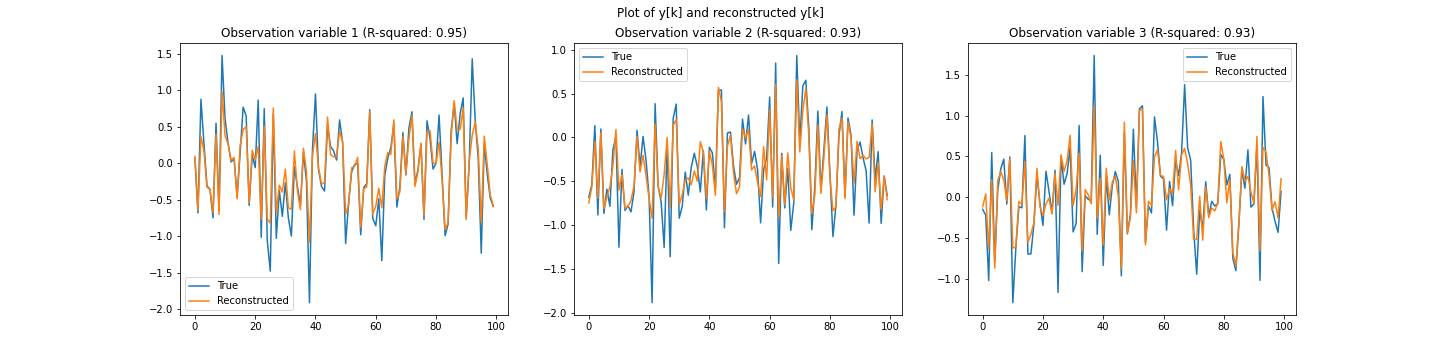 Plot of y[k] and reconstructed y[k]
Observation variable 1 (R-squared: 0.95)
1.5
1.0
0.5
0.0
−0.5
−1.0
−1.5
−2.0
True
Reconstructed
0 20 40 60 80 100
Observation variable 2 (R-squared: 0.93)
True
Reconstructed
1.0
0.5
0.0
−0.5
−1.0
−1.5
−2.0
0 20 40 60 80 100
Observation variable 3 (R-squared: 0.93)
True
Reconstructed
1.5
1.0
0.5
0.0
−0.5
−1.0
0 20 40 60 80 100